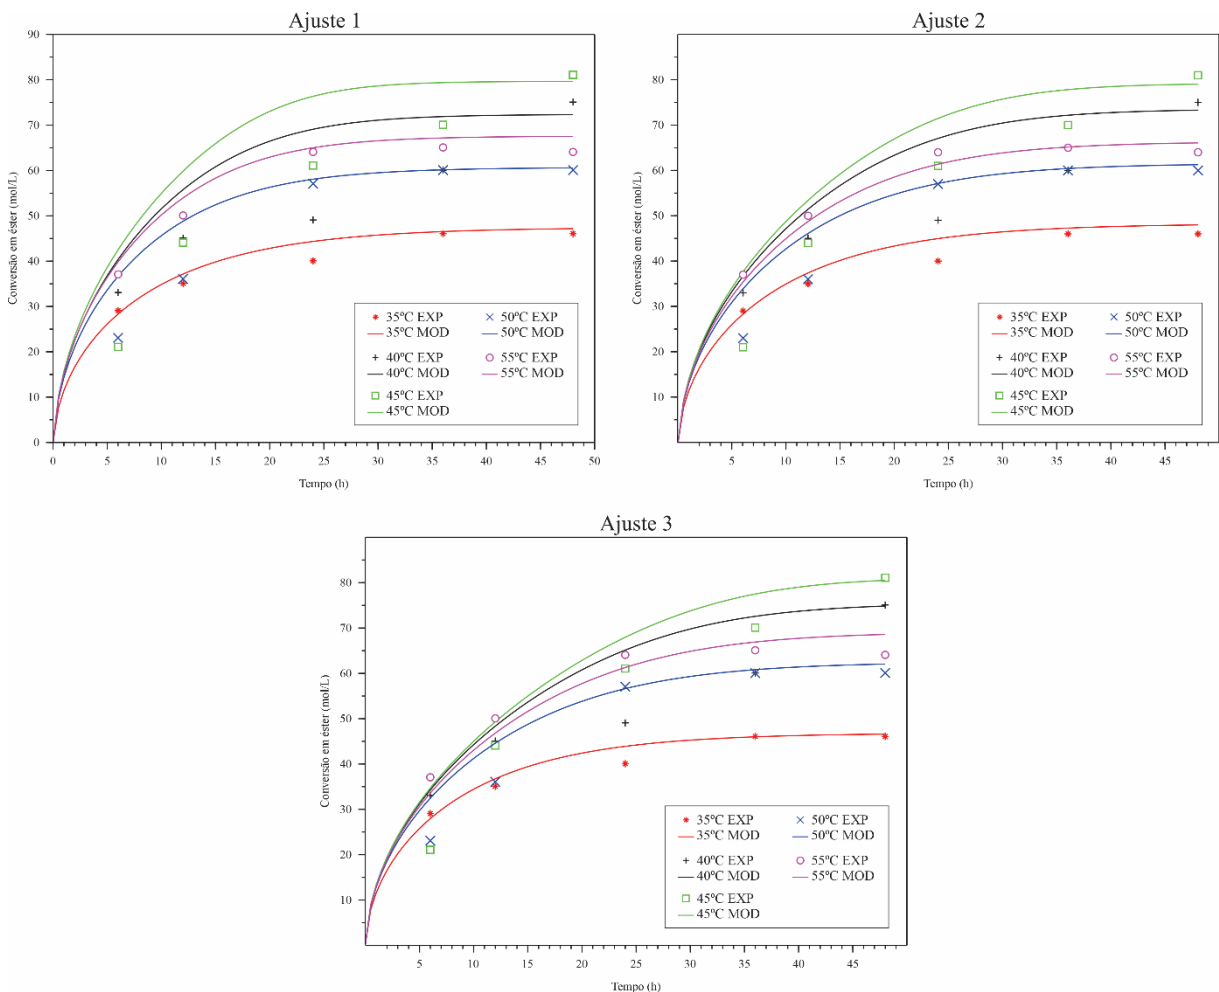 Ajuste 1
90
80
70
60
50
40
30
20
10
0
Conversão em éster (mol/L)
0 5 10 15 20 25 30 35 40 45 50
Tempo (h)
35ºC EXP 50ºC EXP
35ºC MOD 50ºC MOD
40ºC EXP 55ºC EXP
40ºC MOD 55ºC MOD
45ºC EXP
45ºC MOD
Ajuste 2
80
70
60
50
40
30
20
10
Conversão em éster (mol/L)
5 10 15 20 25 30 35 40 45
Tempo (h)
35ºC EXP 50ºC EXP
35ºC MOD 50ºC MOD
40ºC EXP 55ºC EXP
40ºC MOD 55ºC MOD
45ºC EXP
45ºC MOD
Ajuste 3
80
70
60
50
40
30
20
10
Conversão em éster (mol/L)
5 10 15 20 25 30 35 40 45
Tempo (h)
35ºC EXP 50ºC EXP
35ºC MOD 50ºC MOD
40ºC EXP 55ºC EXP
40ºC MOD 55ºC MOD
45ºC EXP
45ºC MOD